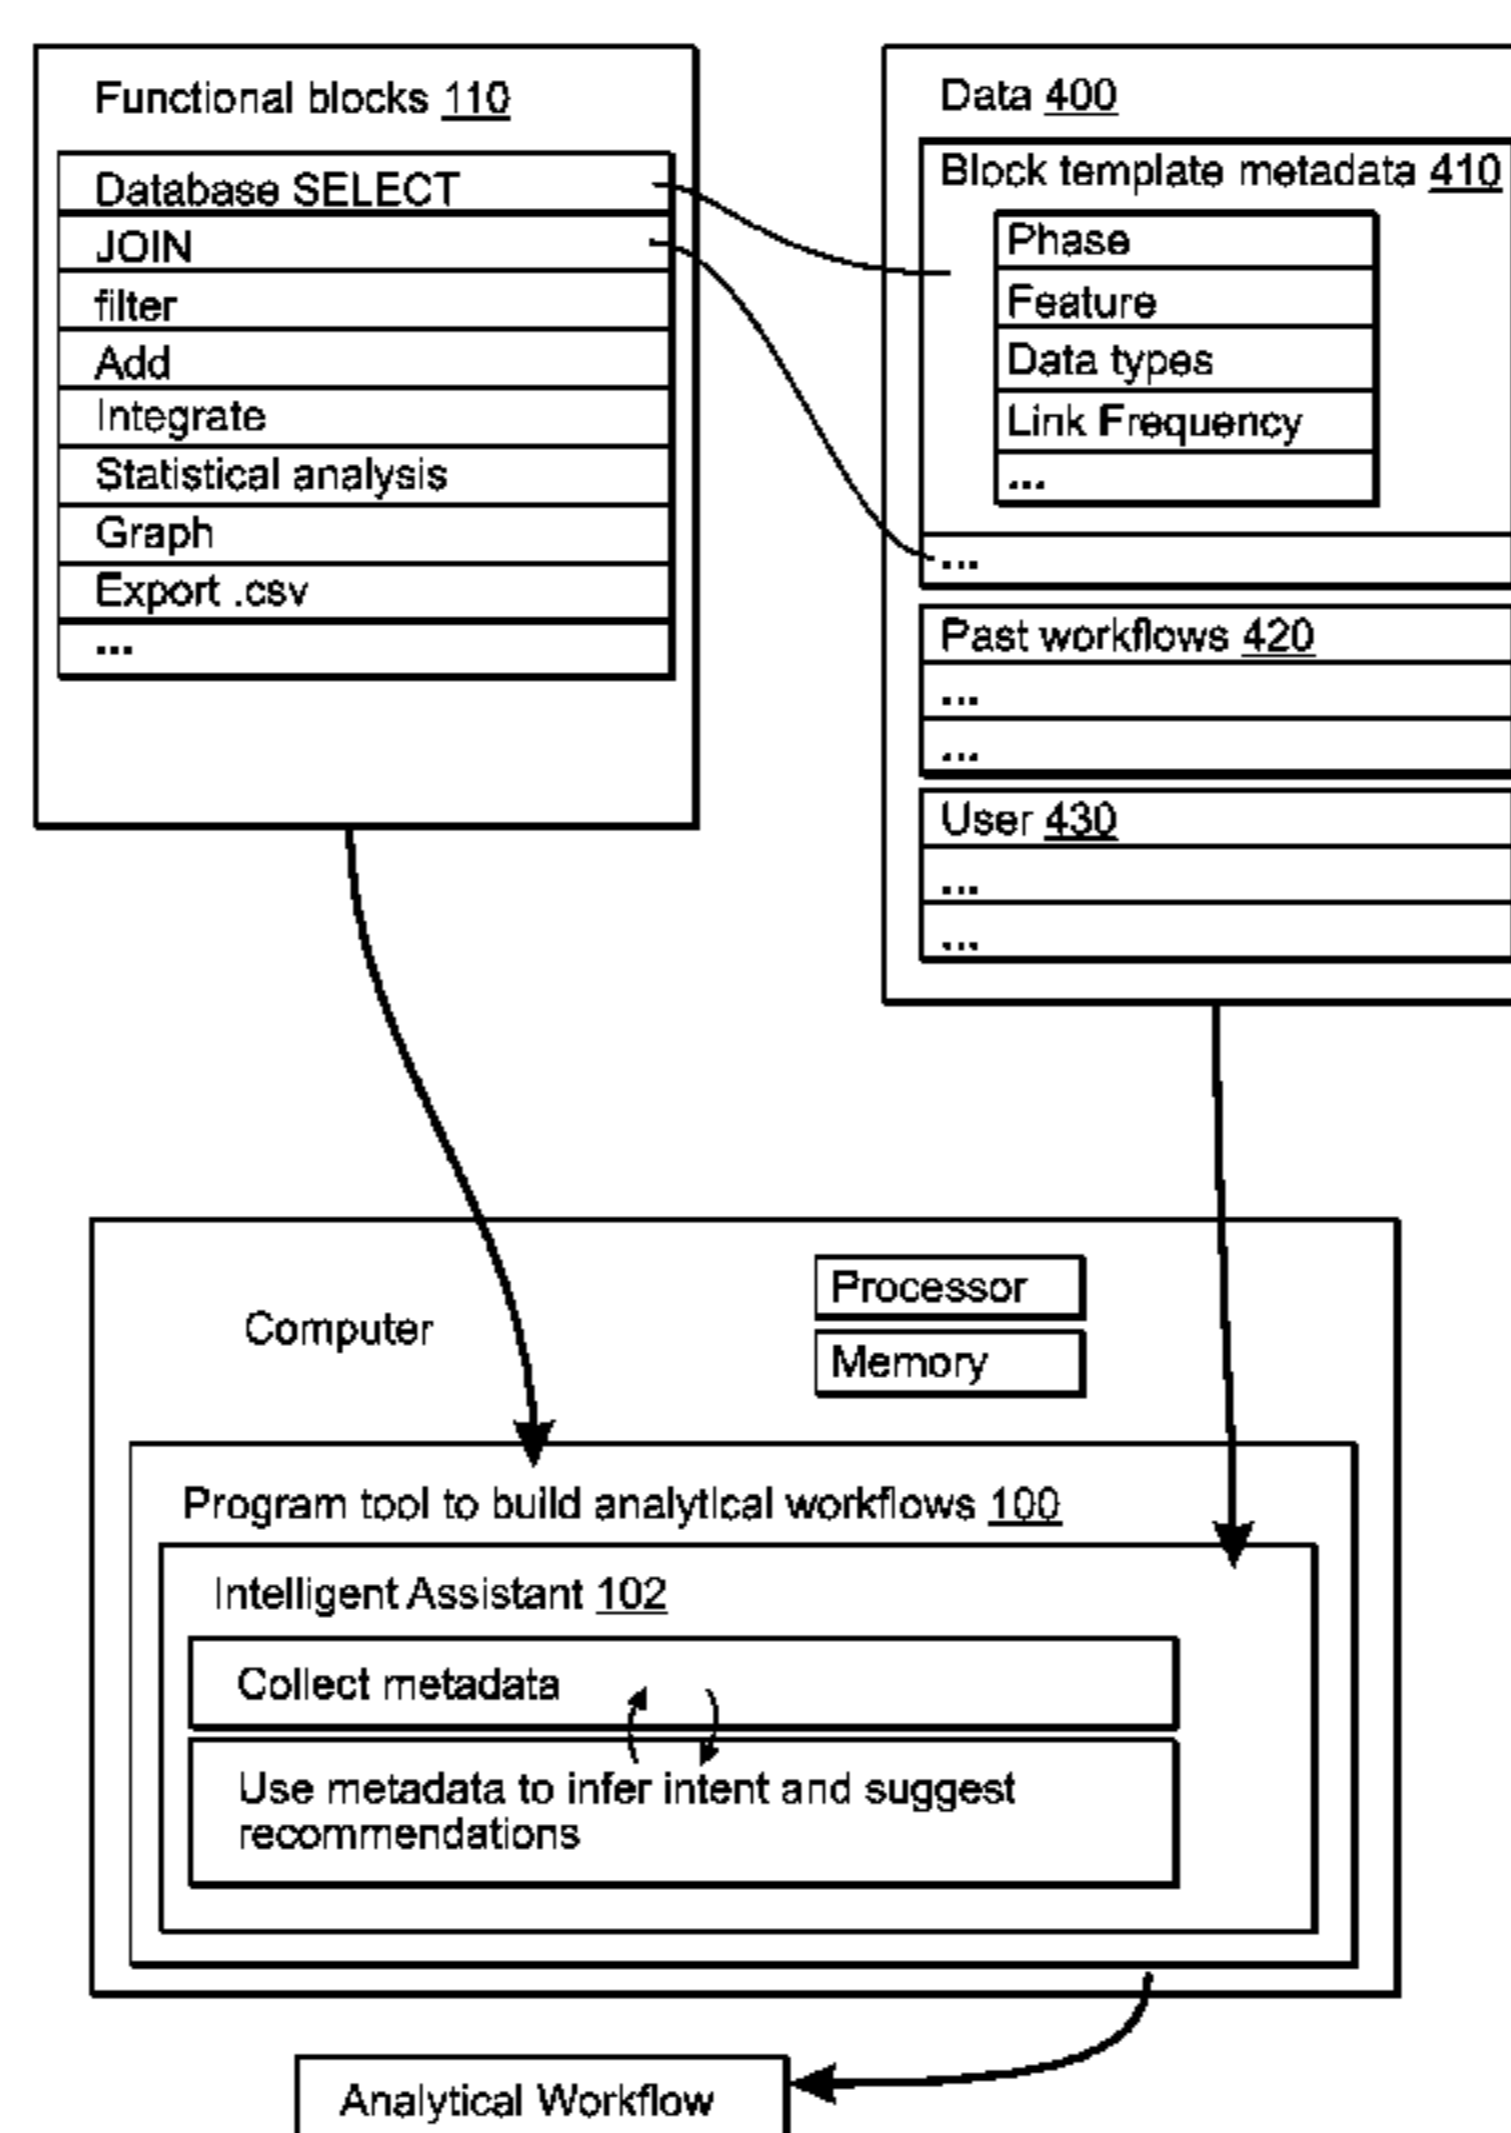 Functional blocks 110
Database SELECT
JOIN
filter
Add
Integrate
Statistical analysis
Graph
Export .csv
...
Data 400
Block template metadata 410
Phase
Feature
Data types
Link Frequency
...
...
Past workflows 420
...
...
User 430
...
...
Computer
Processor
Memory
Program tool to build analytical workflows 100
Intelligent Assistant 102
Collect metadata
Use metadata to infer intent and suggest
recommendations
Analytical Workflow